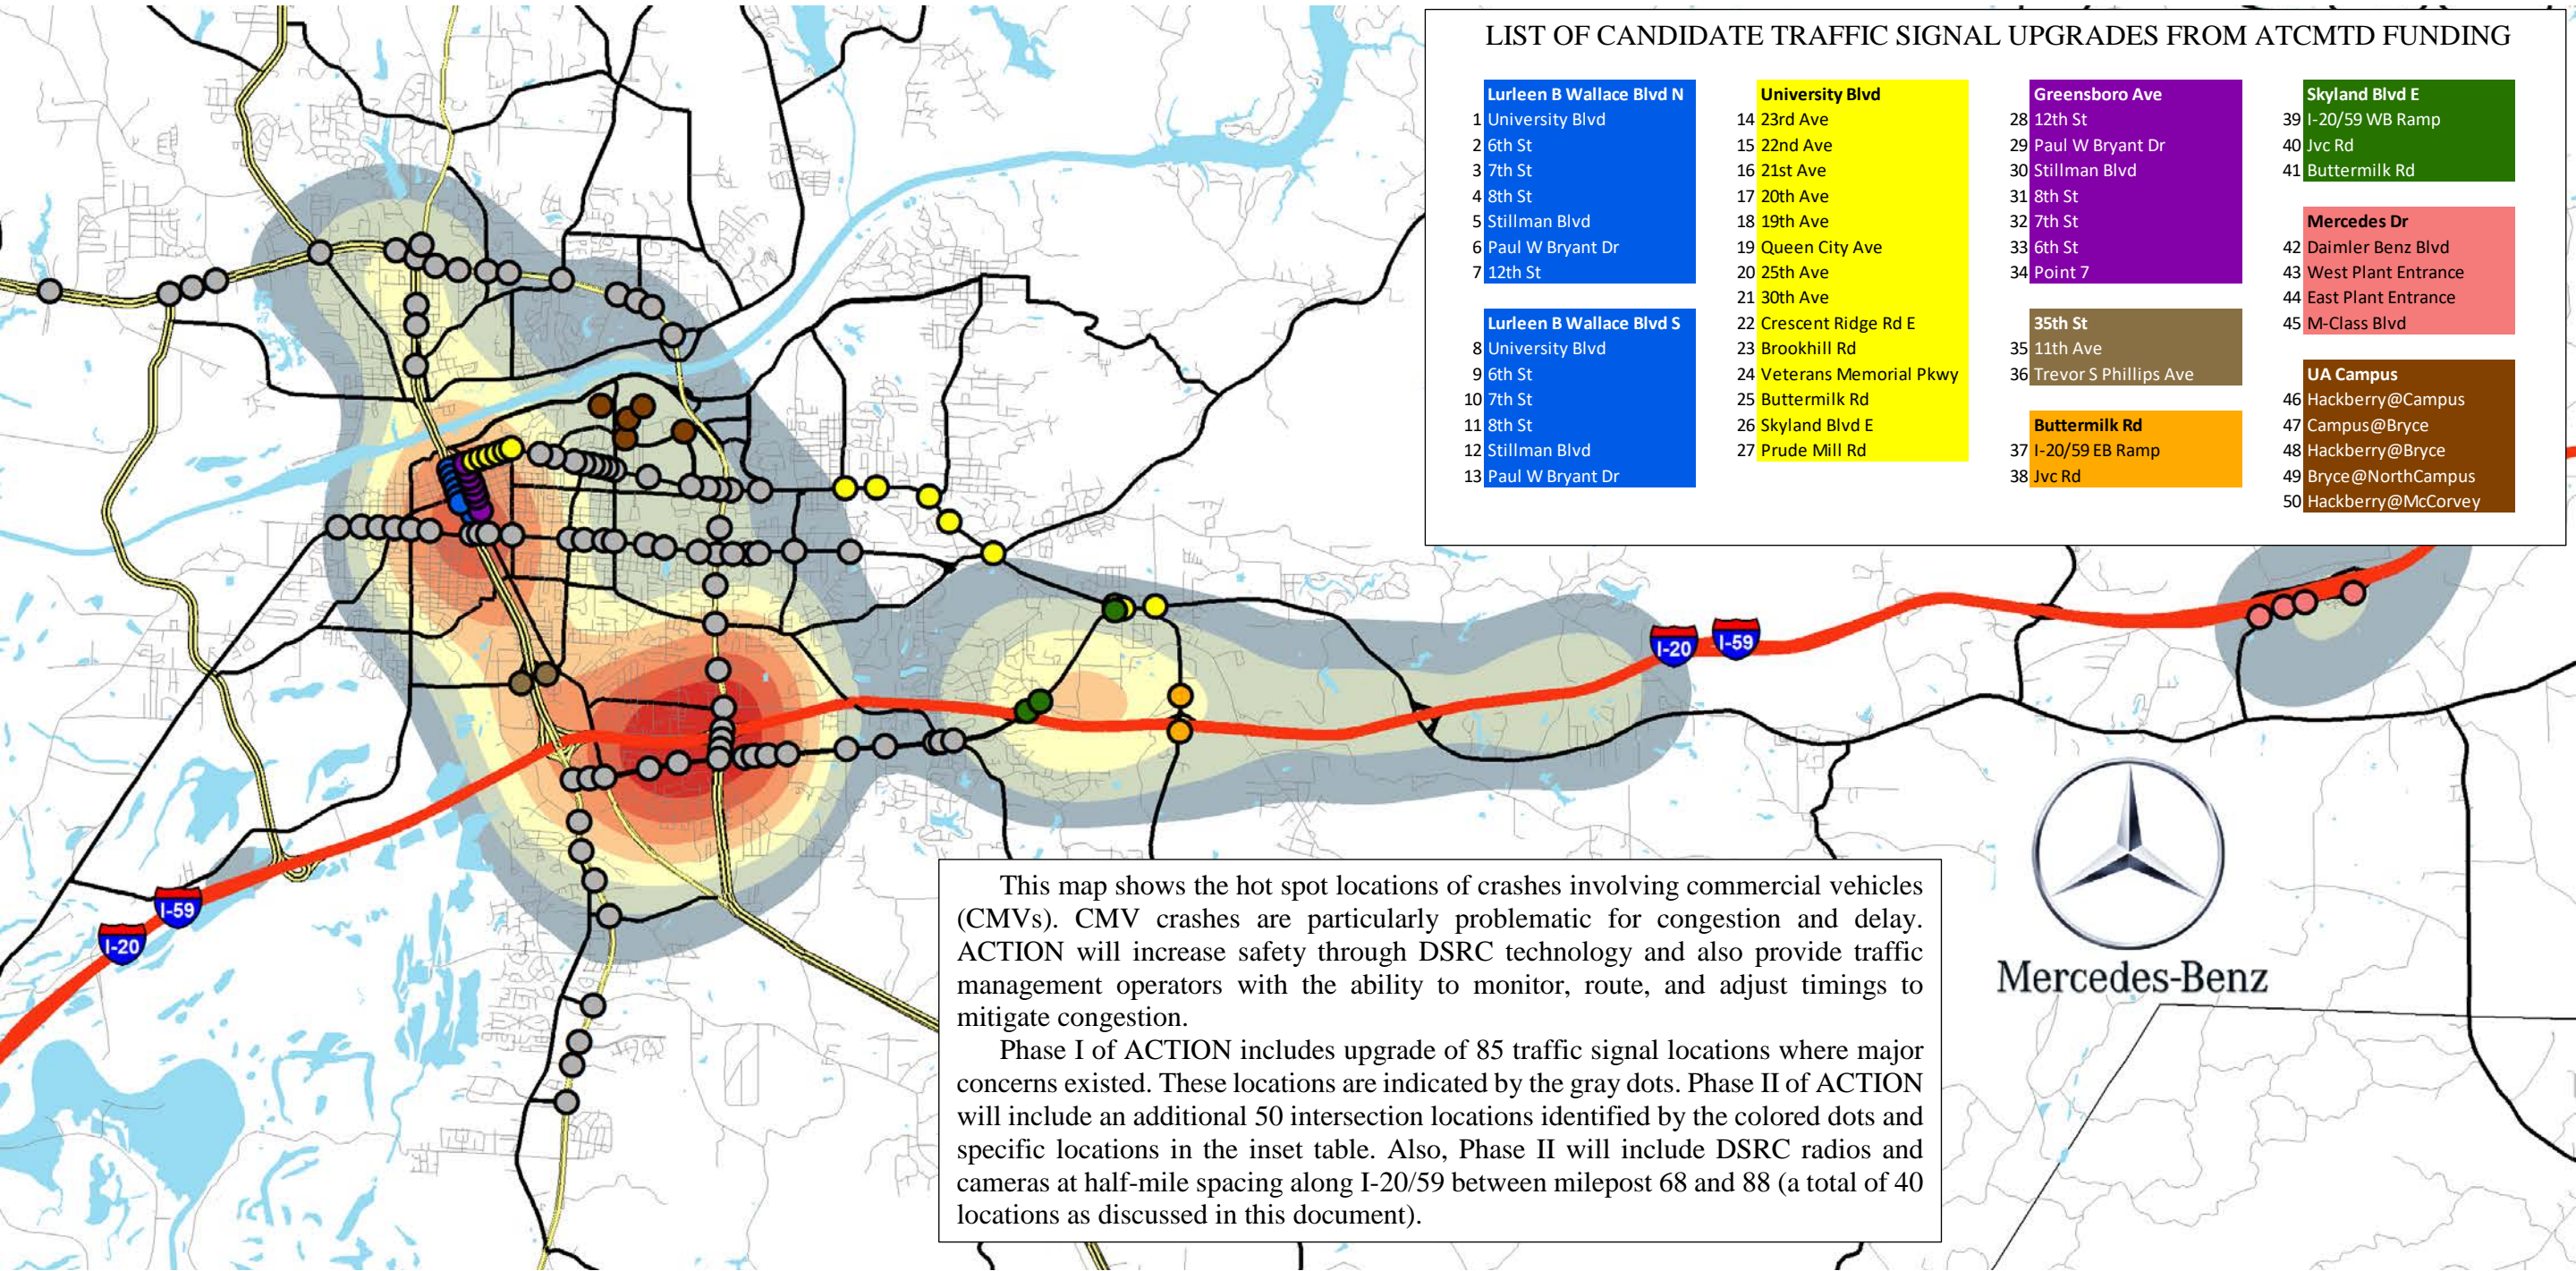 LIST OF CANDIDATE TRAFFIC SIGNAL UPGRADES FROM ATCMTD FUNDING
Lurleen B Wallace Blvd N
1 University Blvd
2 6th St
3 7th St
4 8th St
5 Stillman Blvd
6 Paul W Bryant Dr
7 12th St
Lurleen B Wallace Blvd S
8 University Blvd
9 6th St
10 7th St
11 8th St
12 Stillman Blvd
13 Paul W Bryant Dr
University Blvd
14 23rd Ave
15 22nd Ave
16 21st Ave
17 20th Ave
18 19th Ave
19 Queen City Ave
20 25th Ave
21 30th Ave
22 Crescent Ridge Rd E
23 Brookhill Rd
24 Veterans Memorial Pkwy
25 Buttermilk Rd
26 Skyland Blvd E
27 Prude Mill Rd
Greensboro Ave
28 12th St
29 Paul W Bryant Dr
30 Stillman Blvd
31 8th St
32 7th St
33 6th St
34 Point 7
35th St
35 11th Ave
36 Trevor S Phillips Ave
Buttermilk Rd
37 I-20/59 EB Ramp
38 Jvc Rd
Skyland Blvd E
39 I-20/59 WB Ramp
40 Jvc Rd
41 Buttermilk Rd
Mercedes Dr
42 Daimler Benz Blvd
43 West Plant Entrance
44 East Plant Entrance
45 M-Class Blvd
UA Campus
46 Hackberry@Campus
47 Campus@Bryce
48 Hackberry@Bryce
49 Bryce@NorthCampus
50 Hackberry@McCorvey
I-20
I-59
I-59
I-20
Mercedes-Benz
This map shows the hot spot locations of crashes involving commercial vehicles
(CMVs). CMV crashes are particularly problematic for congestion and delay.
ACTION will increase safety through DSRC technology and also provide traffic
management operators with the ability to monitor, route, and adjust timings to
mitigate congestion.
Phase I of ACTION includes upgrade of 85 traffic signal locations where major
concerns existed. These locations are indicated by the gray dots. Phase II of ACTION
will include an additional 50 intersection locations identified by the colored dots and
specific locations in the inset table. Also, Phase II will include DSRC radios and
cameras at half-mile spacing along I-20/59 between milepost 68 and 88 (a total of 40
locations as discussed in this document).